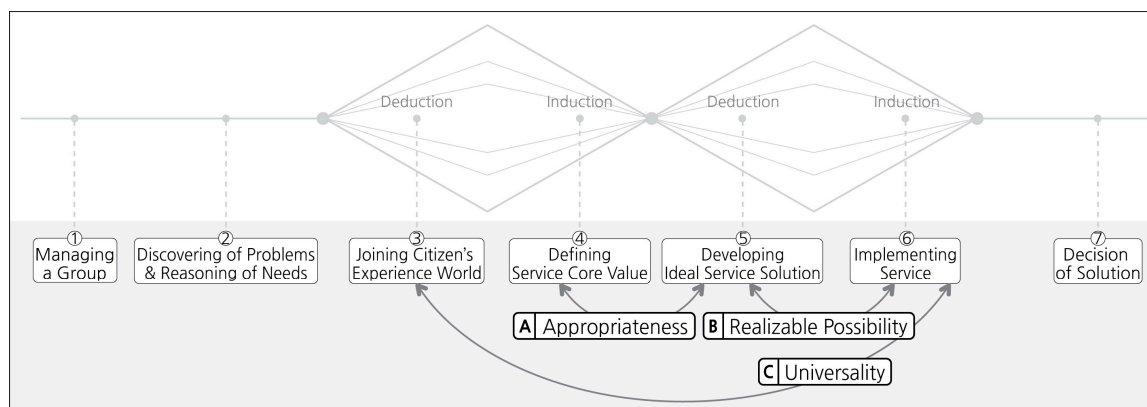 Deduction
Induction
Deduction
Induction
①
Managing
a Group
②
Discovering of Problems
& Reasoning of Needs
③
Joining Citizen's
Experience World
④
Defining
Service Core Value
⑤
Developing
Ideal Service Solution
⑥
Implementing
Service
⑦
Decision
of Solution
A Appropriateness
B Realizable Possibility
C Universality